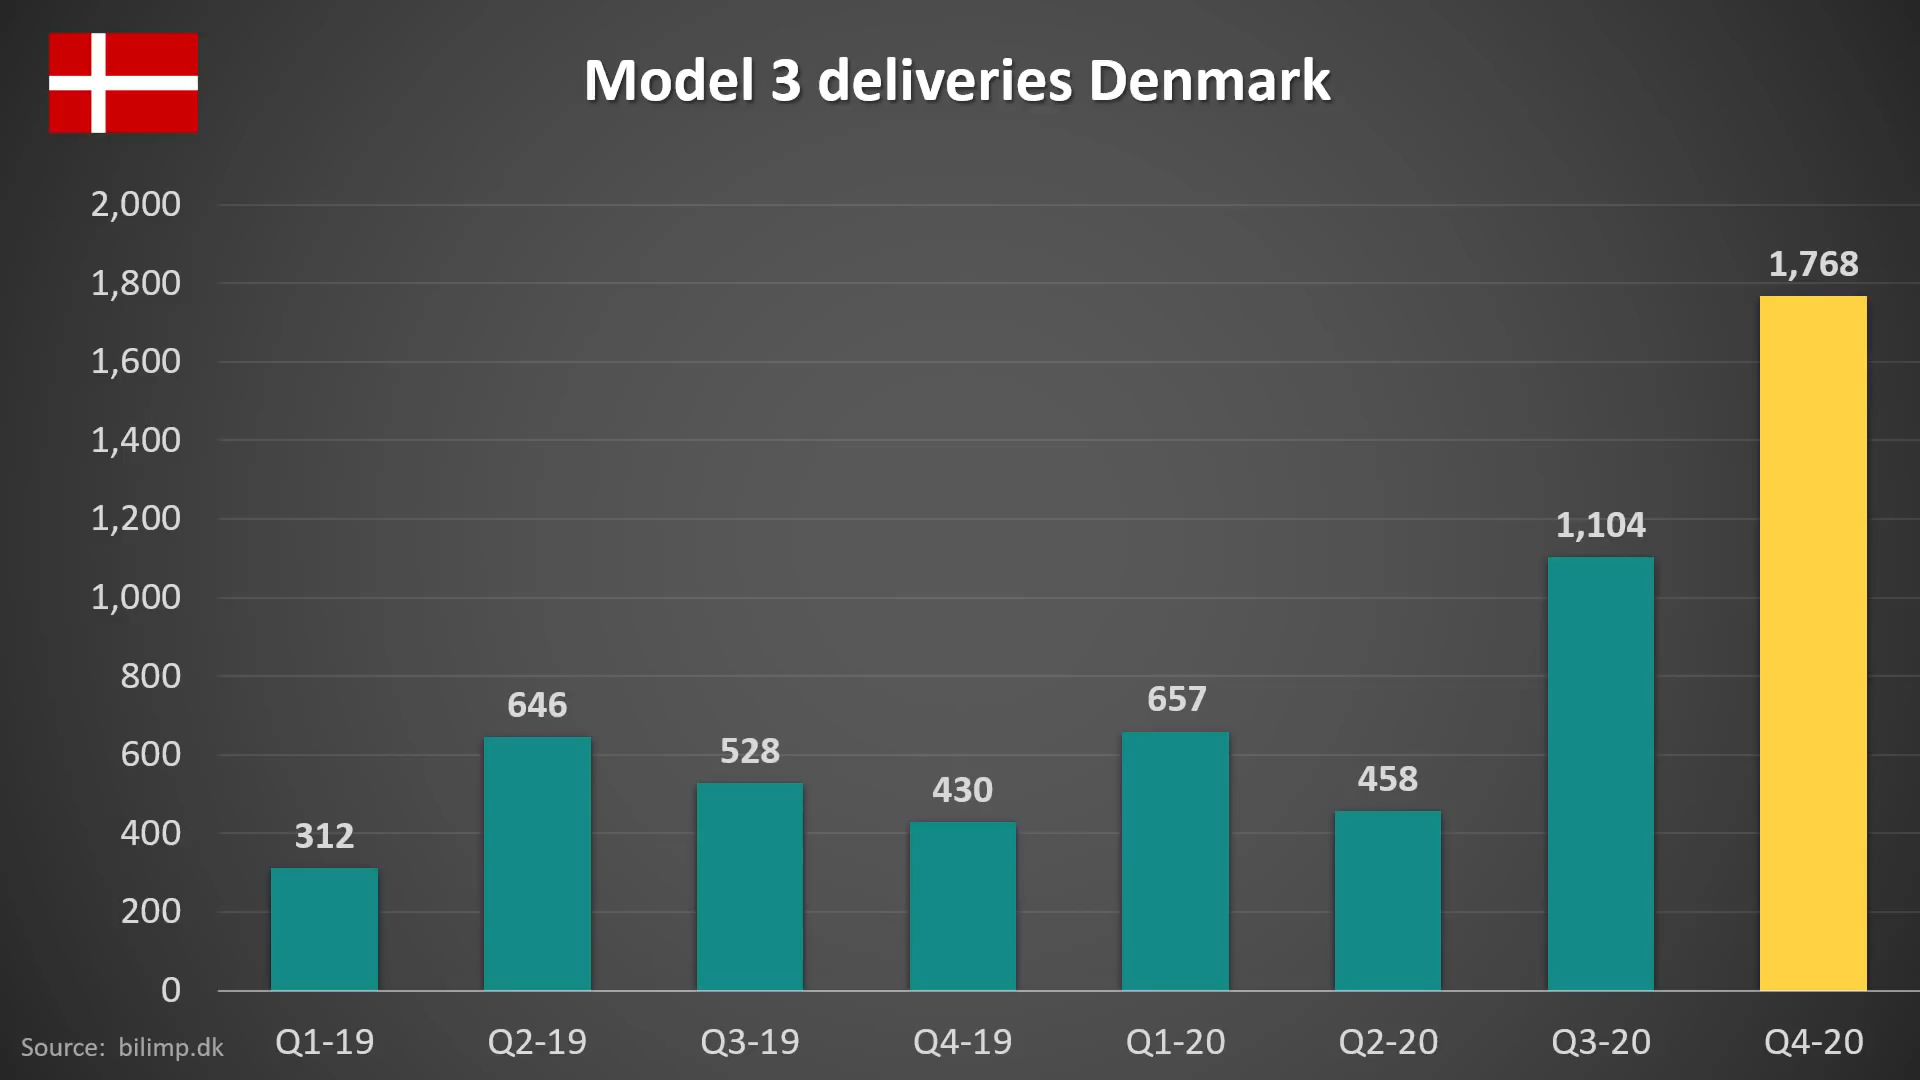 Model 3 deliveries Denmark
2,000
1,800
1,600
1,400
1,200
1,000
800
600
400
200
0
312
646
528
430
657
458
1,104
1,768
Q1-19
Q2-19
Q3-19
Q4-19
Q1-20
Q2-20
Q3-20
Q4-20
Source: bilimp.dk